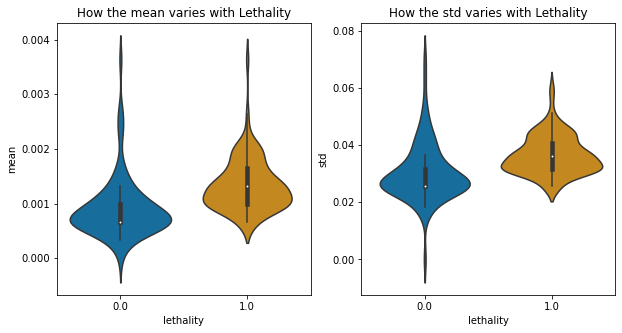 How the mean varies with Lethality
mean
0.004
0.003
0.002
0.001
0.000
0.0
1.0
lethality
How the std varies with Lethality
std
0.08
0.06
0.04
0.02
0.00
0.0
1.0
lethality